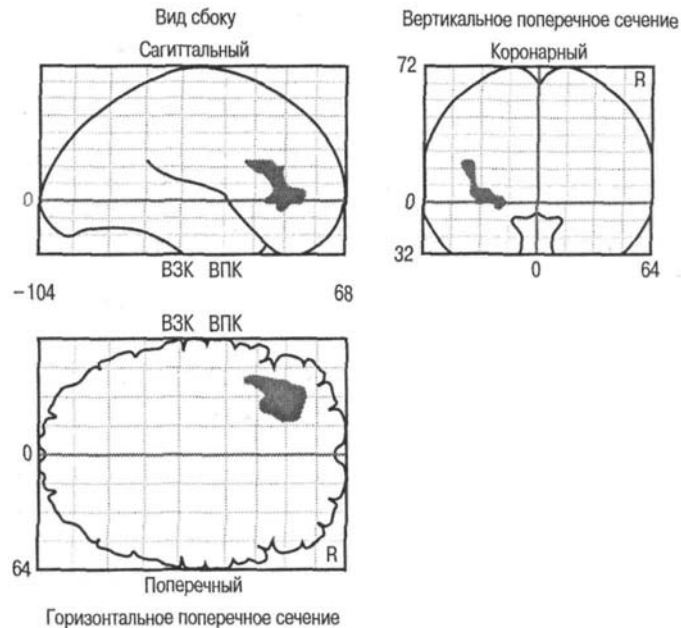 Вид сбоку
Сагиттальный
0
ВЗК ВПК
-104
68
Вертикальное поперечное сечение
Коронарный
72
R
0
32
0
64
ВЗК ВПК
0
64
R
Поперечный
Горизонтальное поперечное сечение